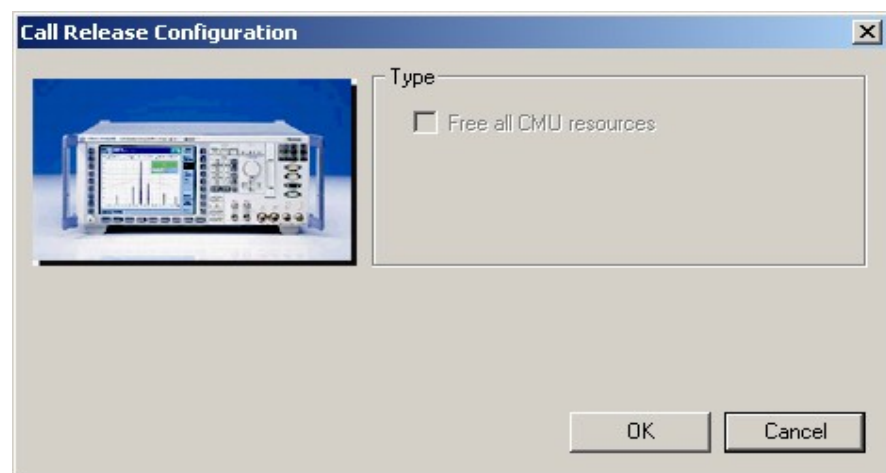 Call Release Configuration
Type
Free all CMU resources
OK
Cancel